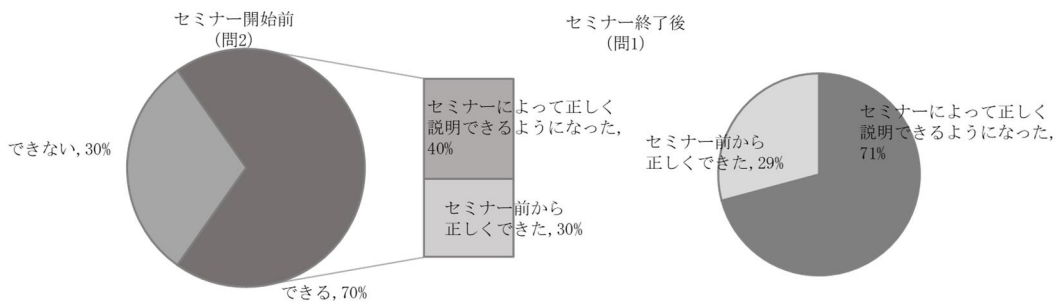 セミナー開始前
(問2)
できない,30%
できる,70%
セミナーによって正しく
説明できるようになった,
40%
セミナー前から
正しくできた,30%
セミナー終了後
(問1)
セミナー前から
正しくできた,29%
セミナーによって正しく
説明できるようになった,
71%